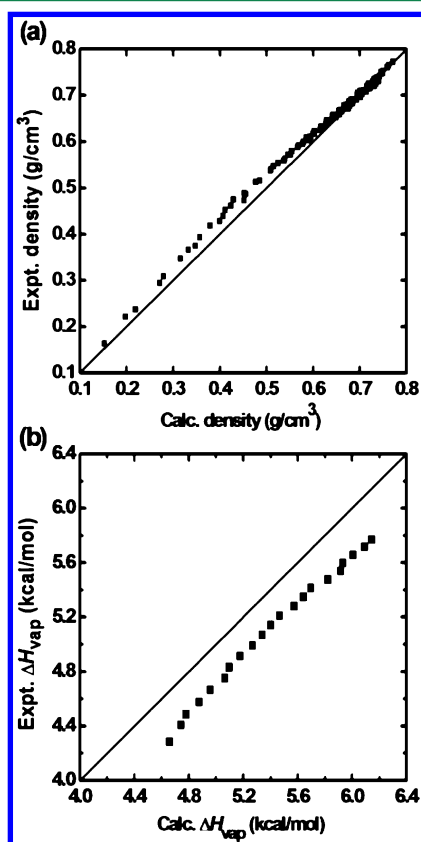 (a)
0.8
0.7
0.6
0.5
0.4
0.3
0.2
0.1
Expt. density (g/cm³)
0.1 0.2 0.3 0.4 0.5 0.6 0.7 0.8
Calc. density (g/cm³)
(b)
6.4
6.0
5.6
5.2
4.8
4.4
4.0
Expt. ΔHvap (kcal/mol)
4.0 4.4 4.8 5.2 5.6 6.0 6.4
Calc. ΔHvap (kcal/mol)